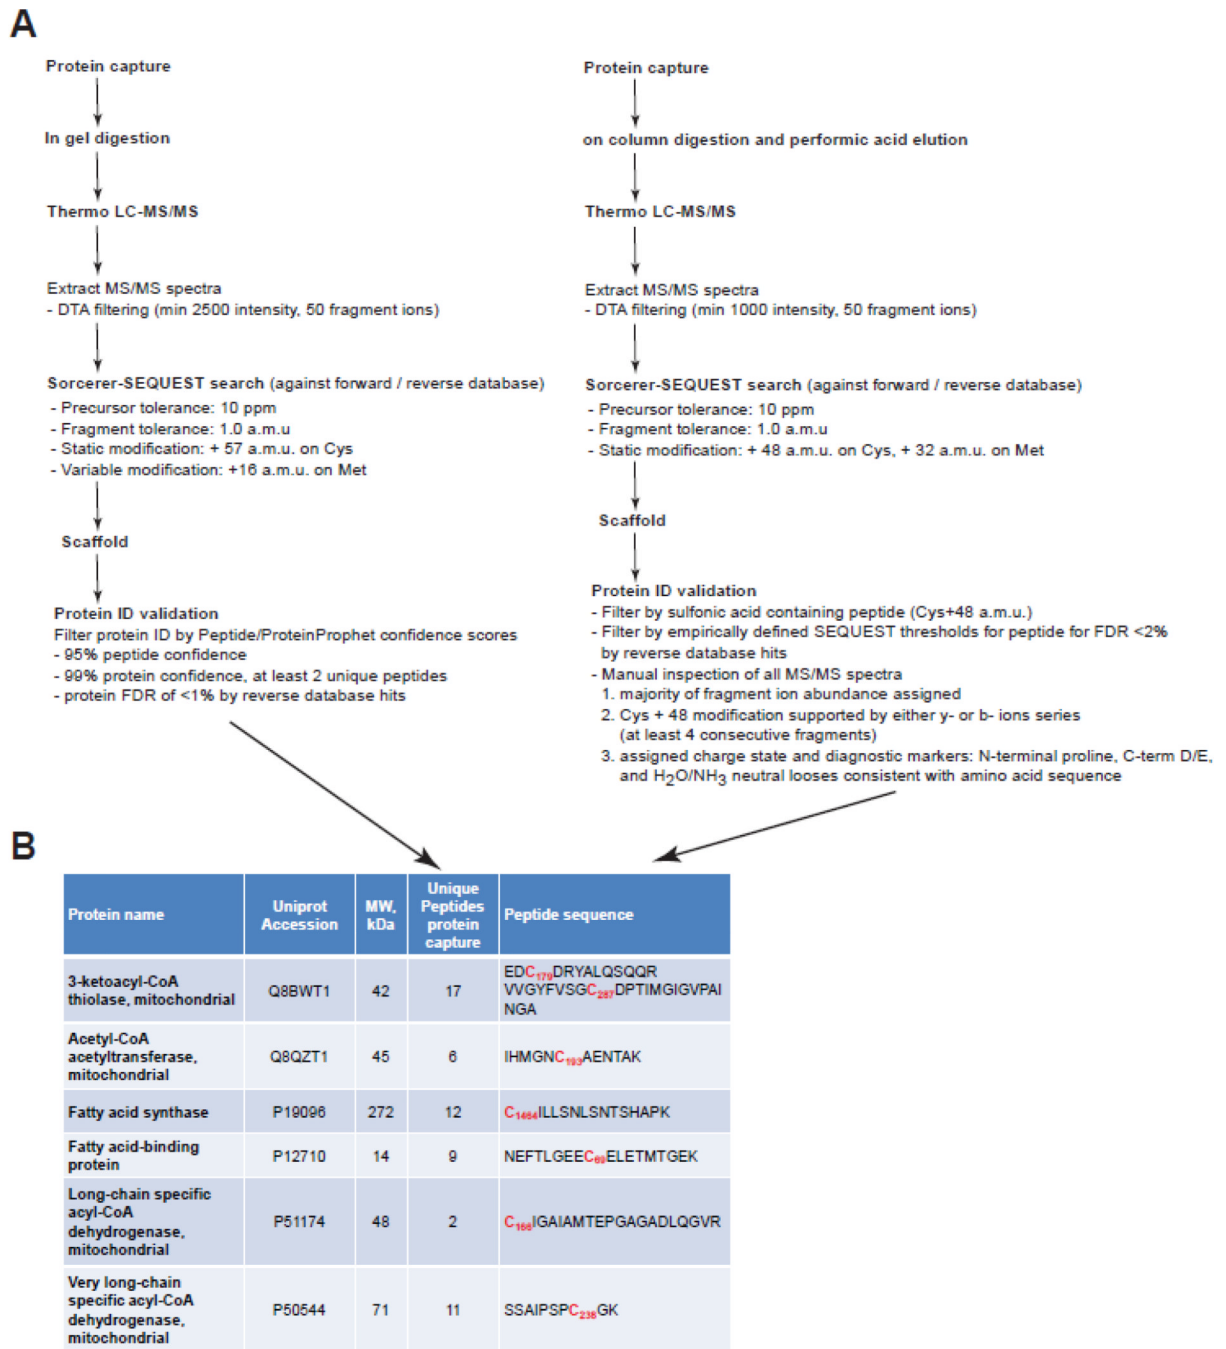 A
Protein capture
In gel digestion
Thermo LC-MS/MS
Extract MS/MS spectra
- DTA filtering (min 2500 intensity, 50 fragment ions)
Sorcerer-SEQUEST search (against forward / reverse database)
- Precursor tolerance: 10 ppm
- Fragment tolerance: 1.0 a.m.u
- Static modification: + 57 a.m.u. on Cys
- Variable modification: +16 a.m.u. on Met
Scaffold
Protein ID validation
Filter protein ID by Peptide/ProteinProphet confidence scores
- 95% peptide confidence
- 99% protein confidence, at least 2 unique peptides
- protein FDR of <1% by reverse database hits
Protein capture
on column digestion and performic acid elution
Thermo LC-MS/MS
Extract MS/MS spectra
- DTA filtering (min 1000 intensity, 50 fragment ions)
Sorcerer-SEQUEST search (against forward / reverse database)
- Precursor tolerance: 10 ppm
- Fragment tolerance: 1.0 a.m.u
- Static modification: + 48 a.m.u. on Cys, + 32 a.m.u. on Met
Scaffold
Protein ID validation
- Filter by sulfonic acid containing peptide (Cys+48 a.m.u.)
- Filter by empirically defined SEQUEST thresholds for peptide for FDR <2%
by reverse database hits
- Manual inspection of all MS/MS spectra
1. majority of fragment ion abundance assigned
2. Cys + 48 modification supported by either y- or b- ions series
(at least 4 consecutive fragments)
3. assigned charge state and diagnostic markers: N-terminal proline, C-term D/E,
and H2O/NH3 neutral looses consistent with amino acid sequence
B
Protein name
Uniprot
Accession
MW,
kDa
Unique
Peptides
protein
capture
Peptide sequence
3-ketoacyl-CoA
thiolase, mitochondrial
Q8BWT1
42
17
EDC179DRYALQSQQR
VVGYFVSGC287DPTIMGIGVPAI
NGA
Acetyl-CoA
acetyltransferase,
mitochondrial
Q8QZT1
45
6
IHMGNC193AENTAK
Fatty acid synthase
P19096
272
12
C1464ILLSNLSNTSHAPK
Fatty acid-binding
protein
P12710
14
9
NEFTLGEEC69ELETMTGEK
Long-chain specific
acyl-CoA
dehydrogenase,
mitochondrial
P51174
48
2
C166IGAIAMTEPGAGADLQGVR
Very long-chain
specific acyl-CoA
dehydrogenase,
mitochondrial
P50544
71
11
SSAIPSPC238GK